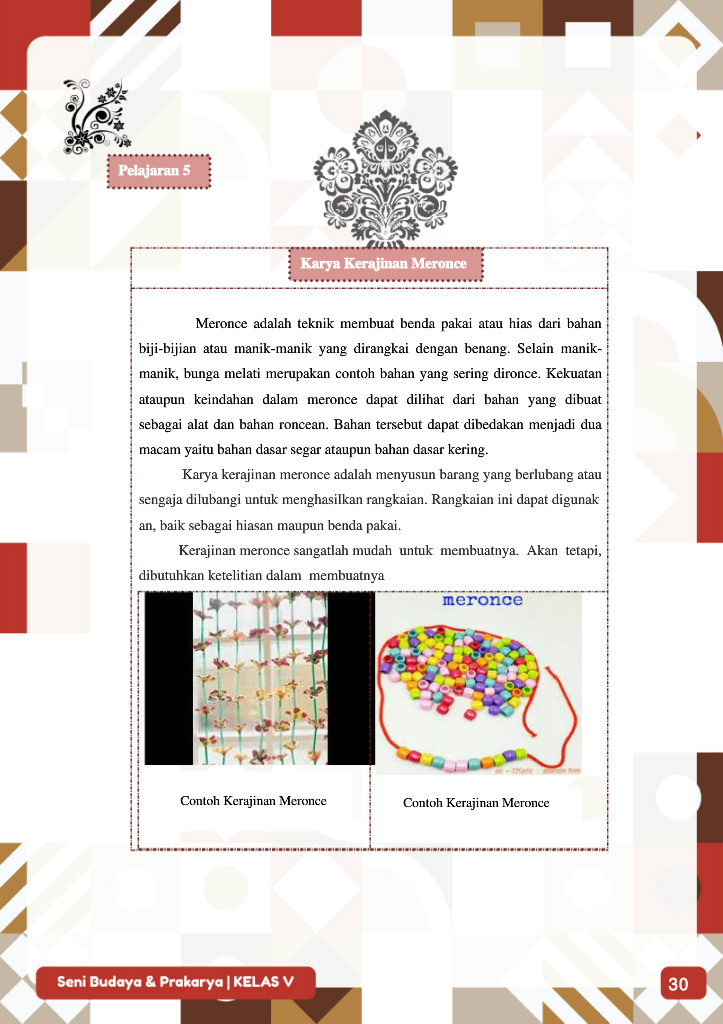 Pelajaran 5
Karya Kerajinan Meronce
Meronce adalah teknik membuat benda pakai atau hias dari bahan
biji-bijian atau manik-manik yang dirangkai dengan benang. Selain manik-
manik, bunga melati merupakan contoh bahan yang sering dironce. Kekuatan
ataupun keindahan dalam meronce dapat dilihat dari bahan yang dibuat
sebagai alat dan bahan roncean. Bahan tersebut dapat dibedakan menjadi dua
macam yaitu bahan dasar segar ataupun bahan dasar kering.
Karya kerajinan meronce adalah menyusun barang yang berlubang atau
sengaja dilubangi untuk menghasilkan rangkaian. Rangkaian ini dapat digunak
an, baik sebagai hiasan maupun benda pakai.
Kerajinan meronce sangatlah mudah untuk membuatnya. Akan tetapi,
dibutuhkan ketelitian dalam membuatnya
meronce
Contoh Kerajinan Meronce
Contoh Kerajinan Meronce
Seni Budaya & Prakarya | KELAS V
30